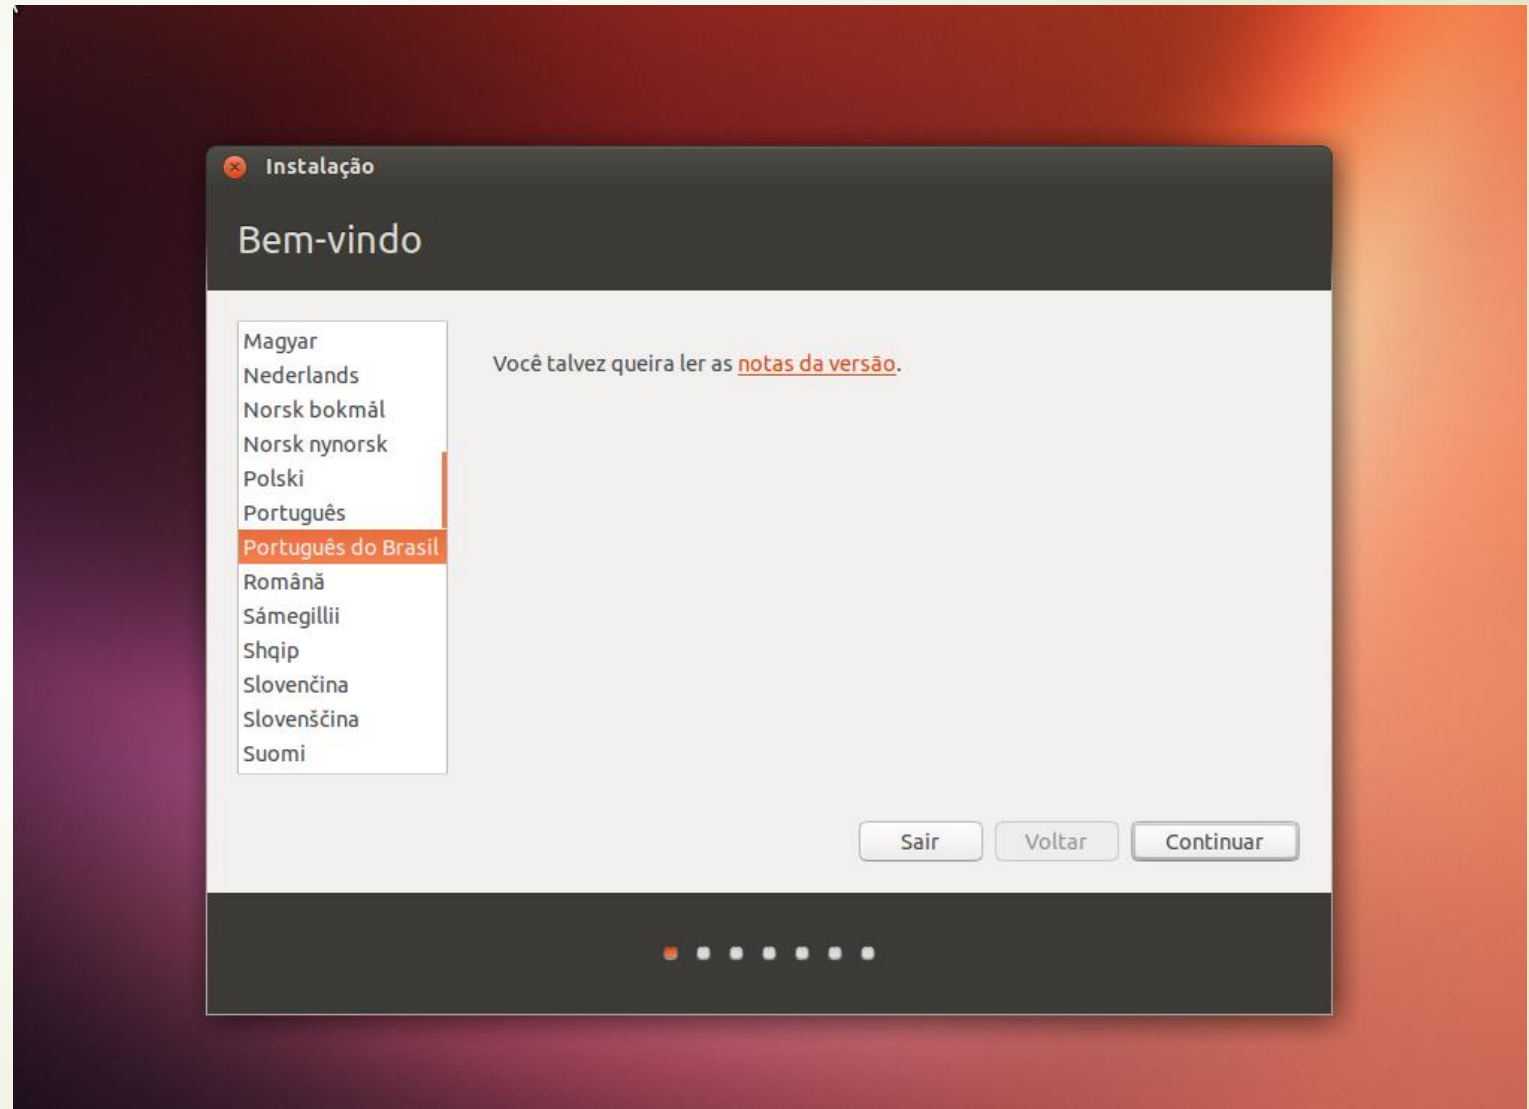 Instalação
Bem-vindo
Magyar
Nederlands
Norsk bokmål
Norsk nynorsk
Polski
Português
Português do Brasil
Română
Sámegillii
Shqip
Slovenčina
Slovenščina
Suomi
Você talvez queira ler as notas da versão.
Sair
Voltar
Continuar